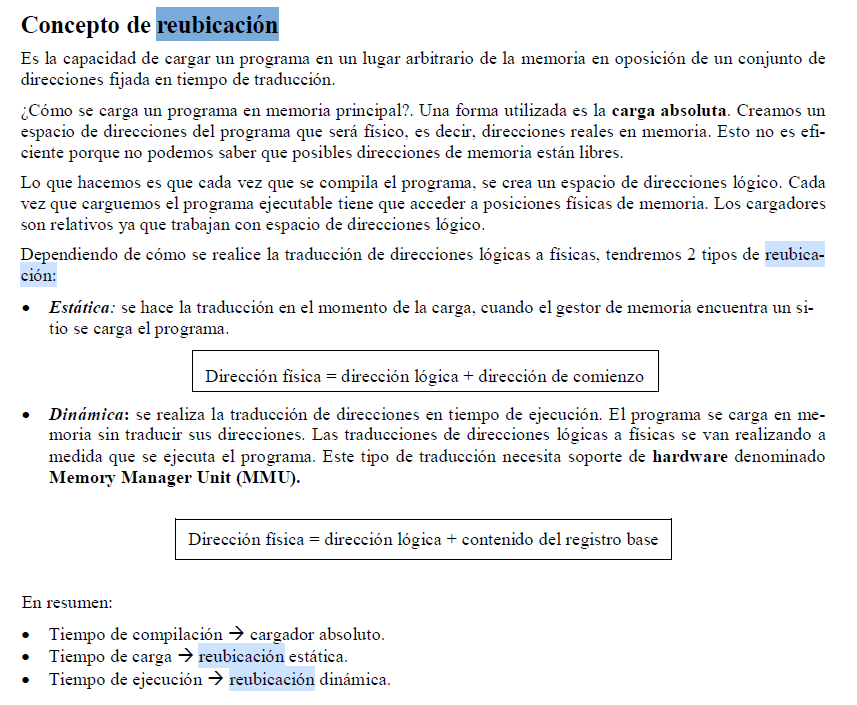 Concepto de reubicación
Es la capacidad de cargar un programa en un lugar arbitrario de la memoria en oposición de un conjunto de
direcciones fijada en tiempo de traducción.
¿Cómo se carga un programa en memoria principal?. Una forma utilizada es la carga absoluta. Creamos un
espacio de direcciones del programa que será físico, es decir, direcciones reales en memoria. Esto no es efi-
ciente porque no podemos saber que posibles direcciones de memoria están libres.
Lo que hacemos es que cada vez que se compila el programa, se crea un espacio de direcciones lógico. Cada
vez que carguemos el programa ejecutable tiene que acceder a posiciones físicas de memoria. Los cargadores
son relativos ya que trabajan con espacio de direcciones lógico.
Dependiendo de cómo se realice la traducción de direcciones lógicas a físicas, tendremos 2 tipos de reubica-
ción:
• Estática: se hace la traducción en el momento de la carga, cuando el gestor de memoria encuentra un si-
tio se carga el programa.
Dirección física = dirección lógica + dirección de comienzo
• Dinámica: se realiza la traducción de direcciones en tiempo de ejecución. El programa se carga en me-
moria sin traducir sus direcciones. Las traducciones de direcciones lógicas a físicas se van realizando a
medida que se ejecuta el programa. Este tipo de traducción necesita soporte de hardware denominado
Memory Manager Unit (MMU).
Dirección física = dirección lógica + contenido del registro base
En resumen:
• Tiempo de compilación → cargador absoluto.
• Tiempo de carga → reubicación estática.
• Tiempo de ejecución → reubicación dinámica.